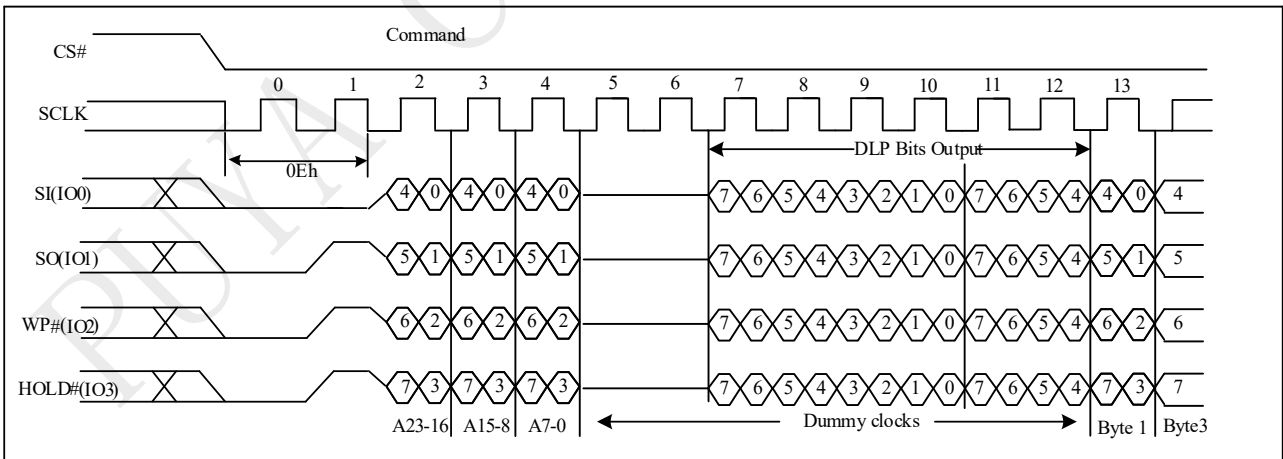 Command
CS#
0 1 2 3 4 5 6 7 8 9 10 11 12 13
SCLK
DLP Bits Output
0Eh
SI(IO0) 4 0 4 0 4 0 7 6 5 4 3 2 1 0 7 6 5 4 4 0 4
SO(IO1) 5 1 5 1 5 1 7 6 5 4 3 2 1 0 7 6 5 4 5 1 5
WP#(IO2) 6 2 6 2 6 2 7 6 5 4 3 2 1 0 7 6 5 4 6 2 6
HOLD#(IO3) 7 3 7 3 7 3 7 6 5 4 3 2 1 0 7 6 5 4 7 3 7
A23-16 A15-8 A7-0 Dummy clocks Byte 1 Byte3
PUYA C